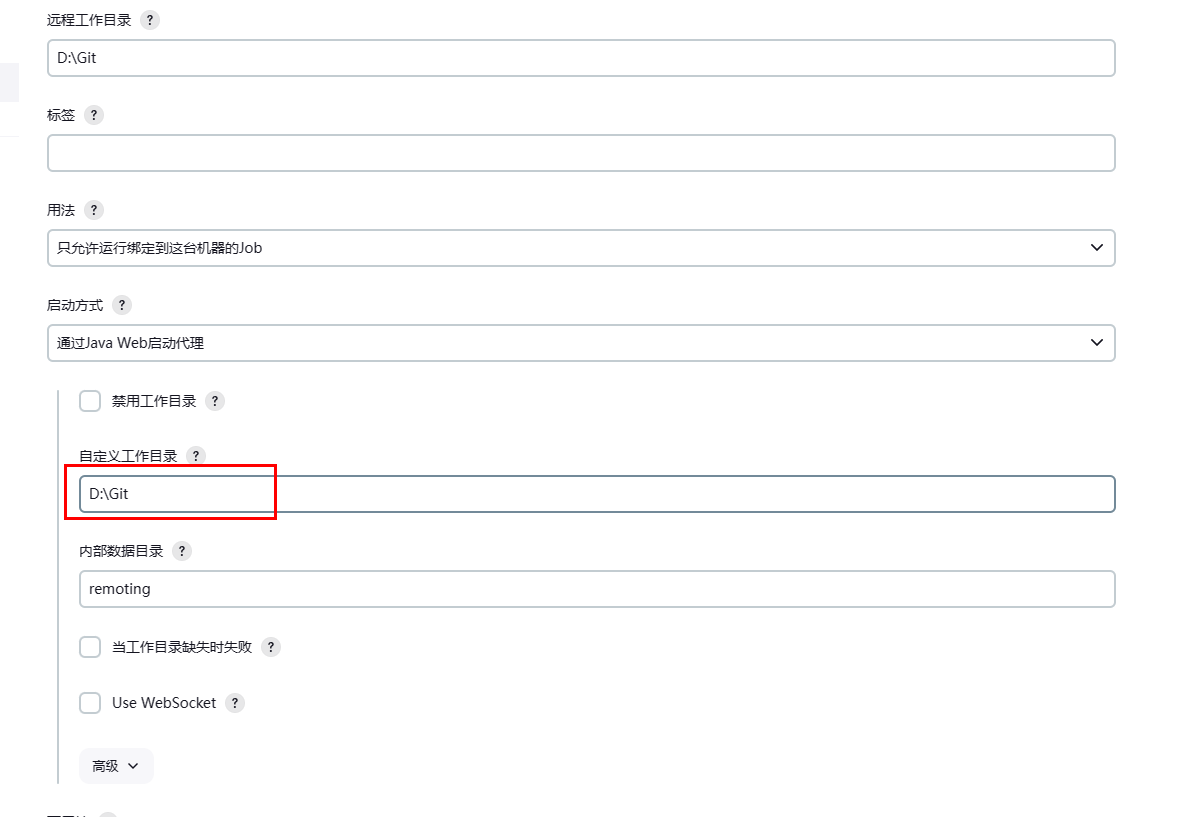 远程工作目录 ?
D:\Git
标签 ?
用法 ?
只允许运行绑定到这台机器的Job
启动方式 ?
通过Java Web启动代理
禁用工作目录 ?
自定义工作目录 ?
D:\Git
内部数据目录 ?
remoting
当工作目录缺失时失败 ?
Use WebSocket ?
高级